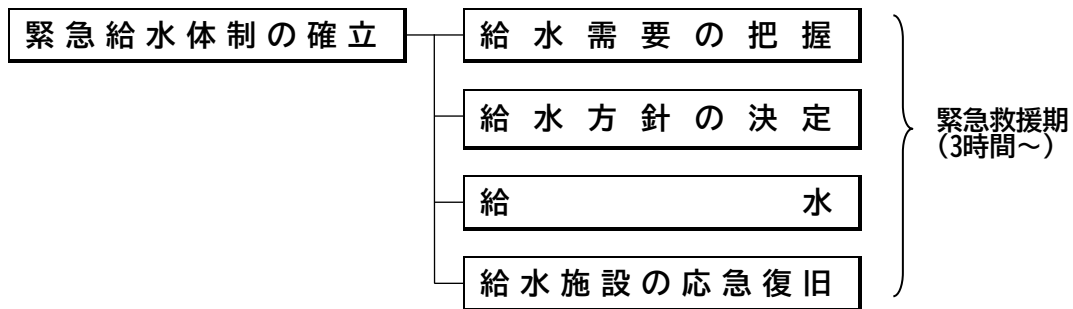 緊急給水体制の確立
給水需要の把握
給水方針の決定
給水
給水施設の応急復旧
緊急救援期
（3時間～）